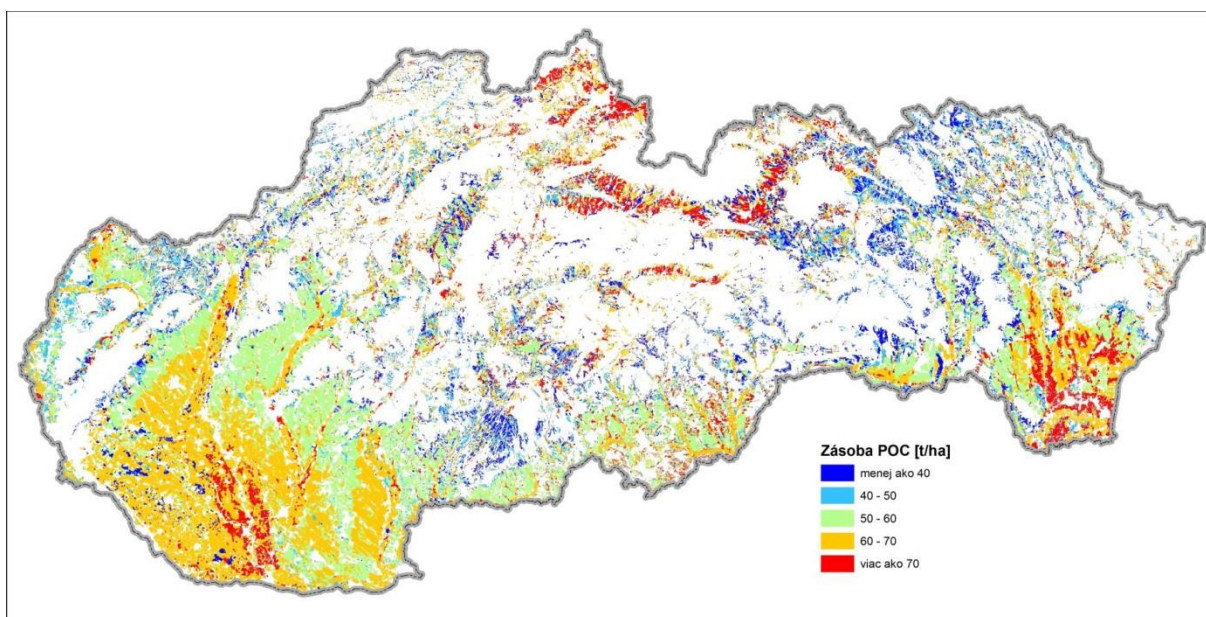 Zásoba POC [t/ha]
menej ako 40
40 - 50
50 - 60
60 - 70
viac ako 70